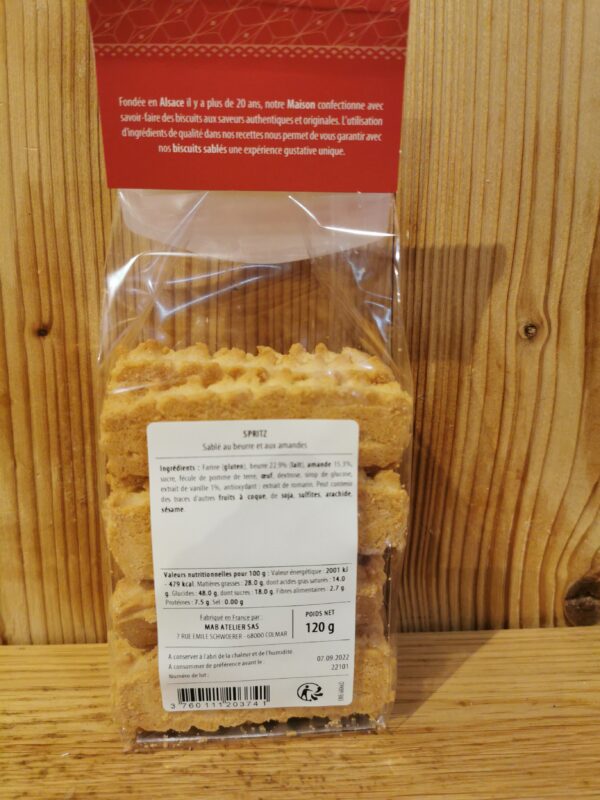 Fondée en Alsace il y a plus de 20 ans, notre Maison confectionne avec
savoir-faire des biscuits aux saveurs authentiques et originales. L'utilisation
d'ingrédients de qualité dans nos recettes nous permet de vous garantir avec
nos biscuits sablés une expérience gustative unique.
SPRITZ
Sablé au beurre et aux amandes
Ingrédients : Farine (gluten), beurre 22.9% (lait), amande 15.3%,
sucre, fécule de pomme de terre, œuf, dextrose, sirop de glucose,
extrait de vanille 1%, antioxydant : extrait de romarin. Peut contenir
des traces d'autres fruits à coque, de soja, sulfites, arachide,
sésame.
Valeurs nutritionnelles pour 100 g : Valeur énergétique : 2001 kJ
- 479 kcal. Matières grasses : 28.0 g, dont acides gras saturés : 14.0
g. Glucides : 48.0 g, dont sucres : 18.0 g. Fibres alimentaires : 2.7 g.
Protéines : 7.5 g. Sel : 0.00 g
Fabriqué en France par :
MAB ATELIER SAS
7 RUE EMILE SCHWOERER - 68000 COLMAR
POIDS NET
120 g
A conserver à l'abri de la chaleur et de l'humidité.
A consommer de préférence avant le : 07.09.2022
Numéro de lot : 22101
3 760111 203741